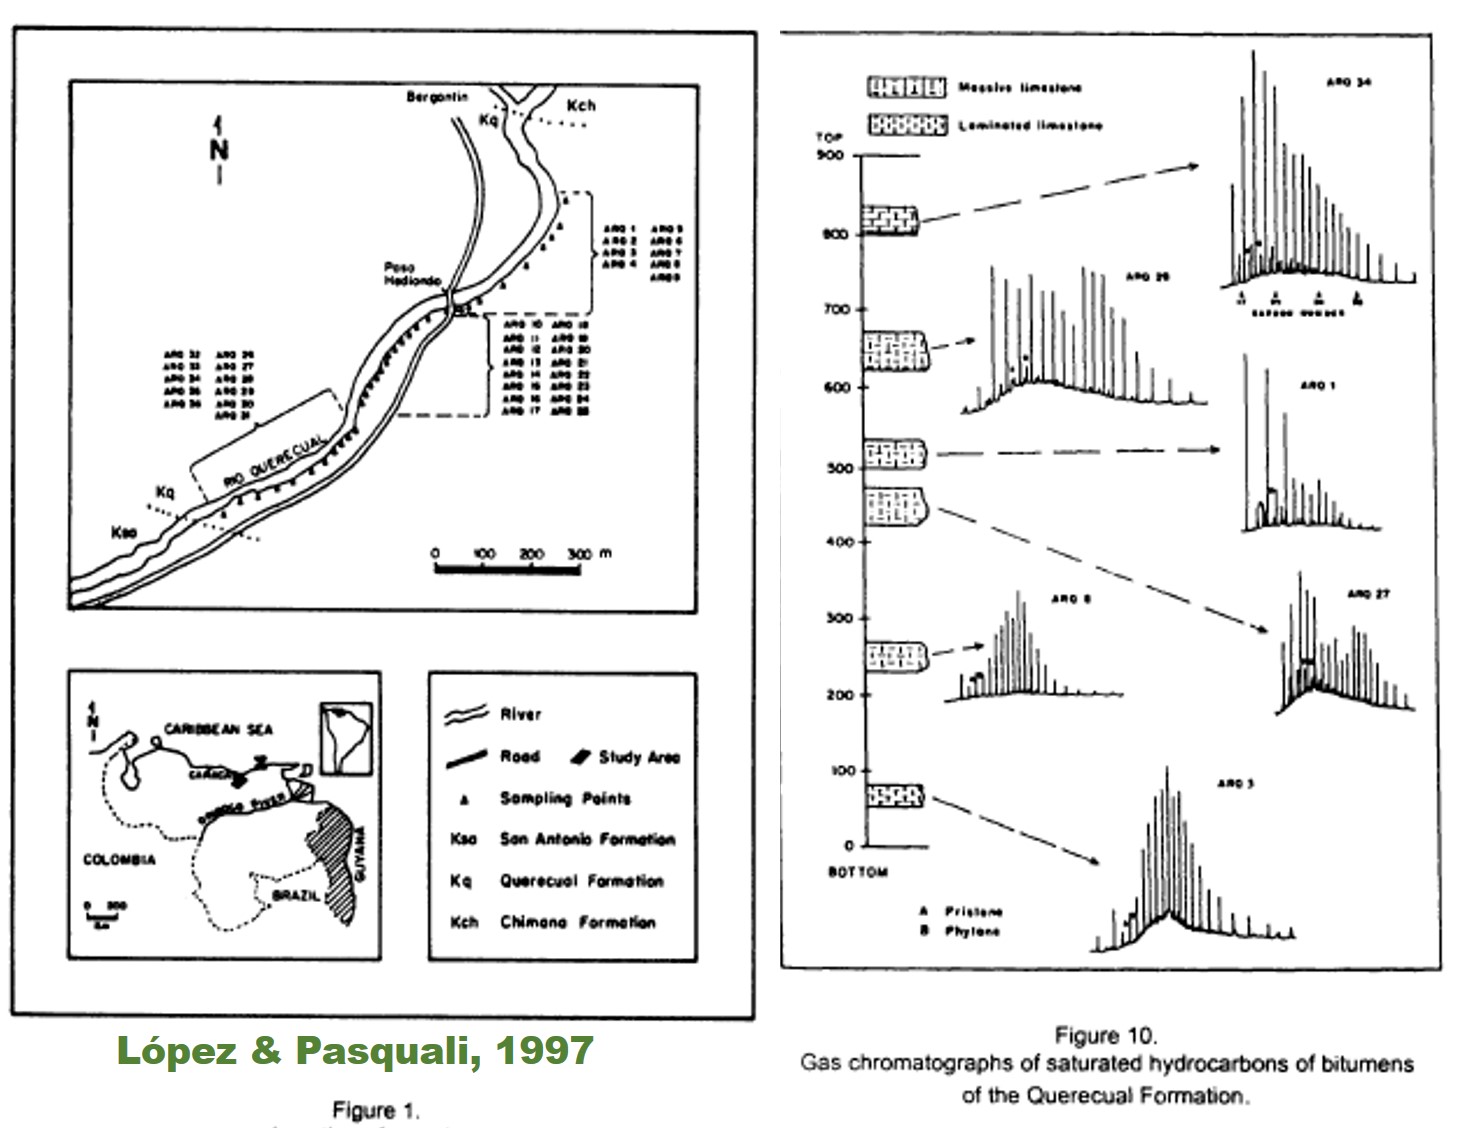 Bergantin
Kch
Kq
N
ARQ 1 ARQ 5
ARQ 2 ARQ 6
ARQ 3 ARQ 7
ARQ 4 ARQ 8
ARQ 9
Paso
Hediondo
ARQ 10 ARQ 18
ARQ 11 ARQ 19
ARQ 12 ARQ 20
ARQ 13 ARQ 21
ARQ 14 ARQ 22
ARQ 15 ARQ 23
ARQ 16 ARQ 24
ARQ 17 ARQ 25
ARQ 32 ARQ 26
ARQ 33 ARQ 27
ARQ 34 ARQ 28
ARQ 35 ARQ 29
ARQ 36 ARQ 30
ARQ 31
RIO QUERECUAL
Kq
Ksa
0 100 200 300 m
N
CARIBBEAN SEA
CARACAS
ORINOCO RIVER
COLOMBIA
GUYANA
BRAZIL
River
Road Study Area
Sampling Points
Ksa San Antonio Formation
Kq Querecual Formation
Kch Chimana Formation
López & Pasquali, 1997
Figure 1.
Massive limestone
Laminated limestone
TOP
900
800
700
600
500
400
300
200
100
0
BOTTOM
ARQ 34
CARBON NUMBER
ARQ 1
ARQ 27
ARQ 3
A Pristane
B Phytane
Figure 10.
Gas chromatographs of saturated hydrocarbons of bitumens
of the Querecual Formation.